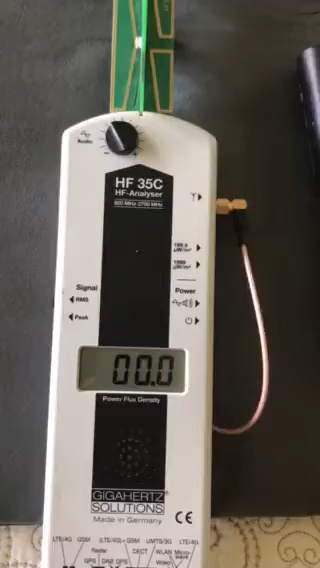 Audio
- +
HF 35C
HF-Analyser
800 MHz-2700 MHz
199.9
µW/m²
1999
µW/m²
Signal
RMS
Peak
Power
00.0
Power Flux Density
GIGAHERTZ®
SOLUTIONS
Made in Germany
CE
LTE/4G GSM (LTE/4G)+GSM UMTS/3G LTE/4G
Radar DECT WLAN Micro-
GPS DAB GPS wave